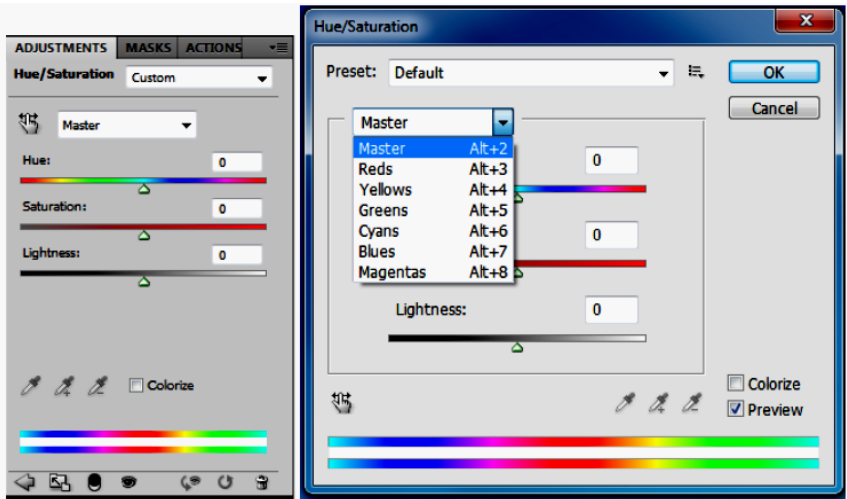 ADJUSTMENTS MASKS ACTIONS
Hue/Saturation Custom
Master
Hue: 0
Saturation: 0
Lightness: 0
Colorize
Hue/Saturation
Preset: Default
OK
Cancel
Master
Master Alt+2
Reds Alt+3
Yellows Alt+4
Greens Alt+5
Cyans Alt+6
Blues Alt+7
Magentas Alt+8
0
0
Lightness: 0
Colorize
Preview